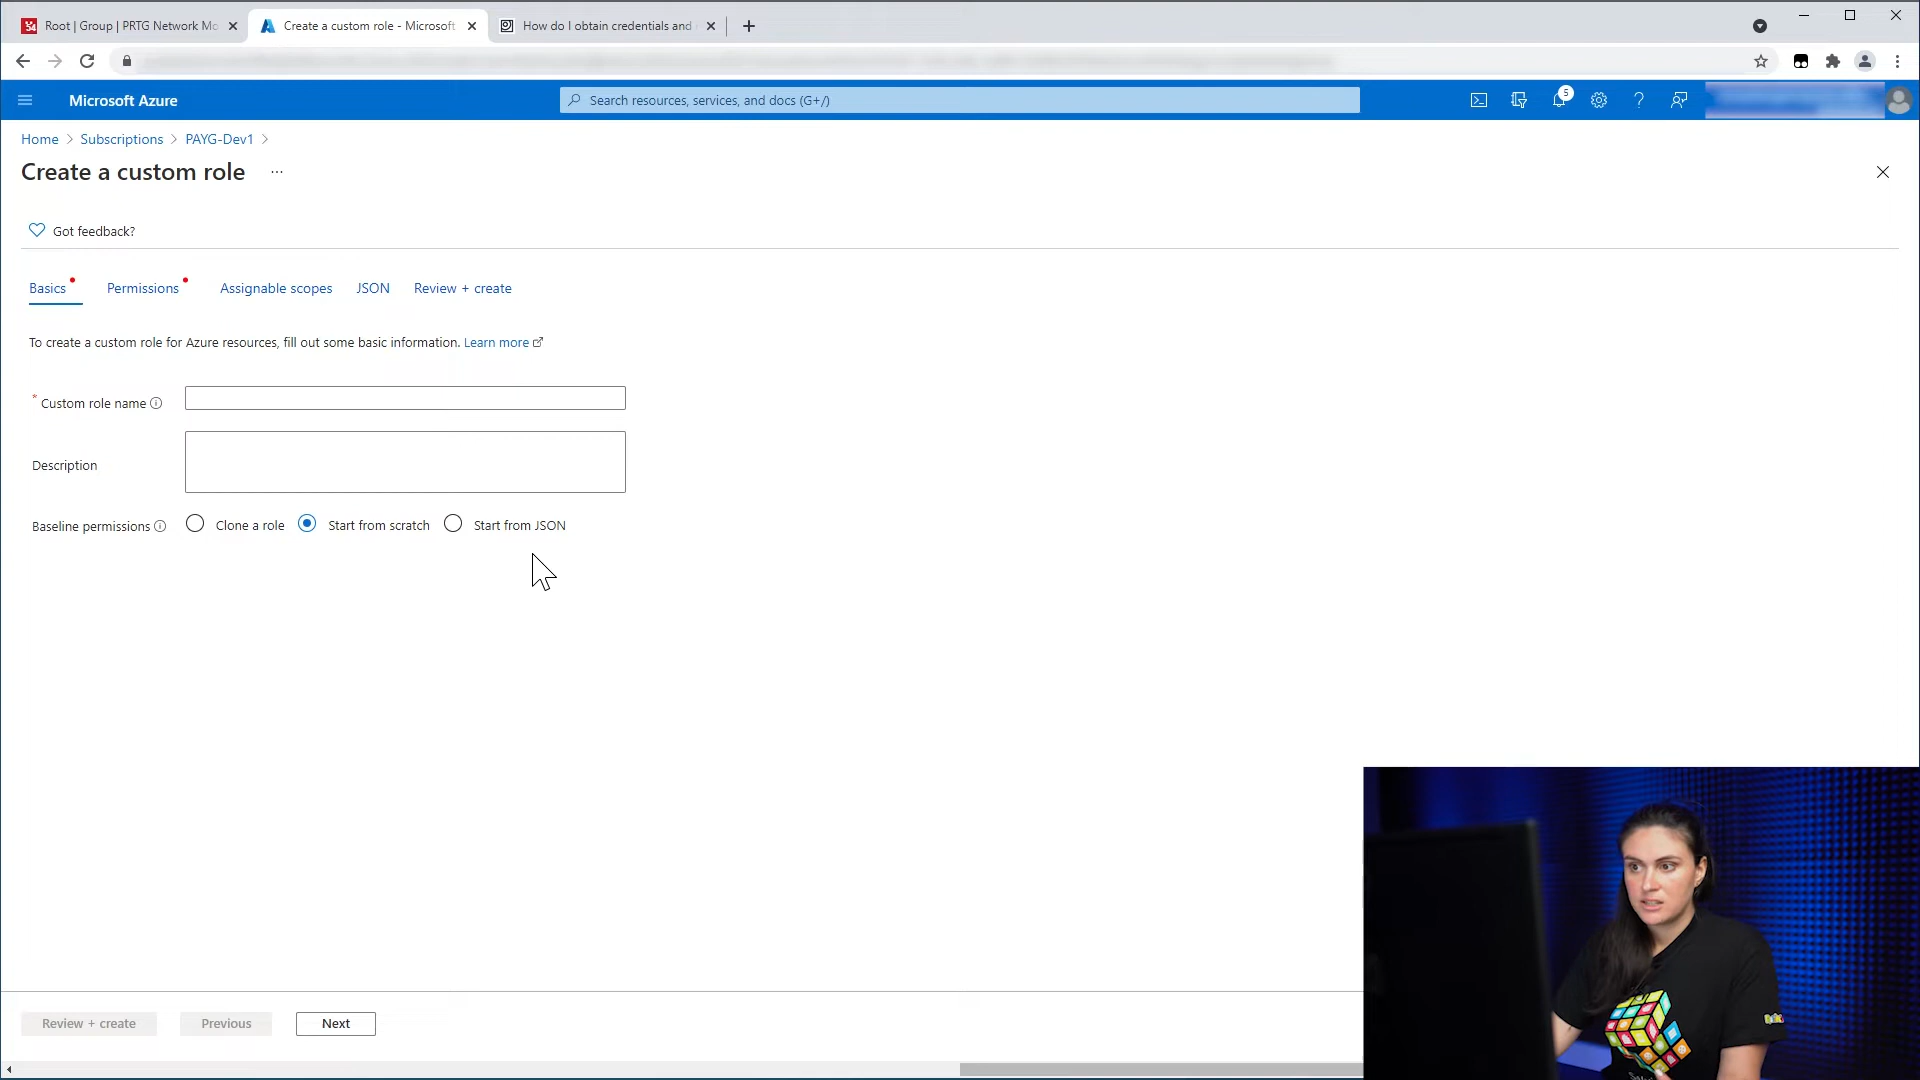 Root | Group | PRTG Network Mo
Create a custom role - Microsoft
How do I obtain credentials and
Microsoft Azure
Search resources, services, and docs (G+/)
5
Home > Subscriptions > PAYG-Dev1 >
Create a custom role ...
Got feedback?
Basics
Permissions
Assignable scopes
JSON
Review + create
To create a custom role for Azure resources, fill out some basic information. Learn more
* Custom role name
Description
Baseline permissions
Clone a role
Start from scratch
Start from JSON
Review + create
Previous
Next